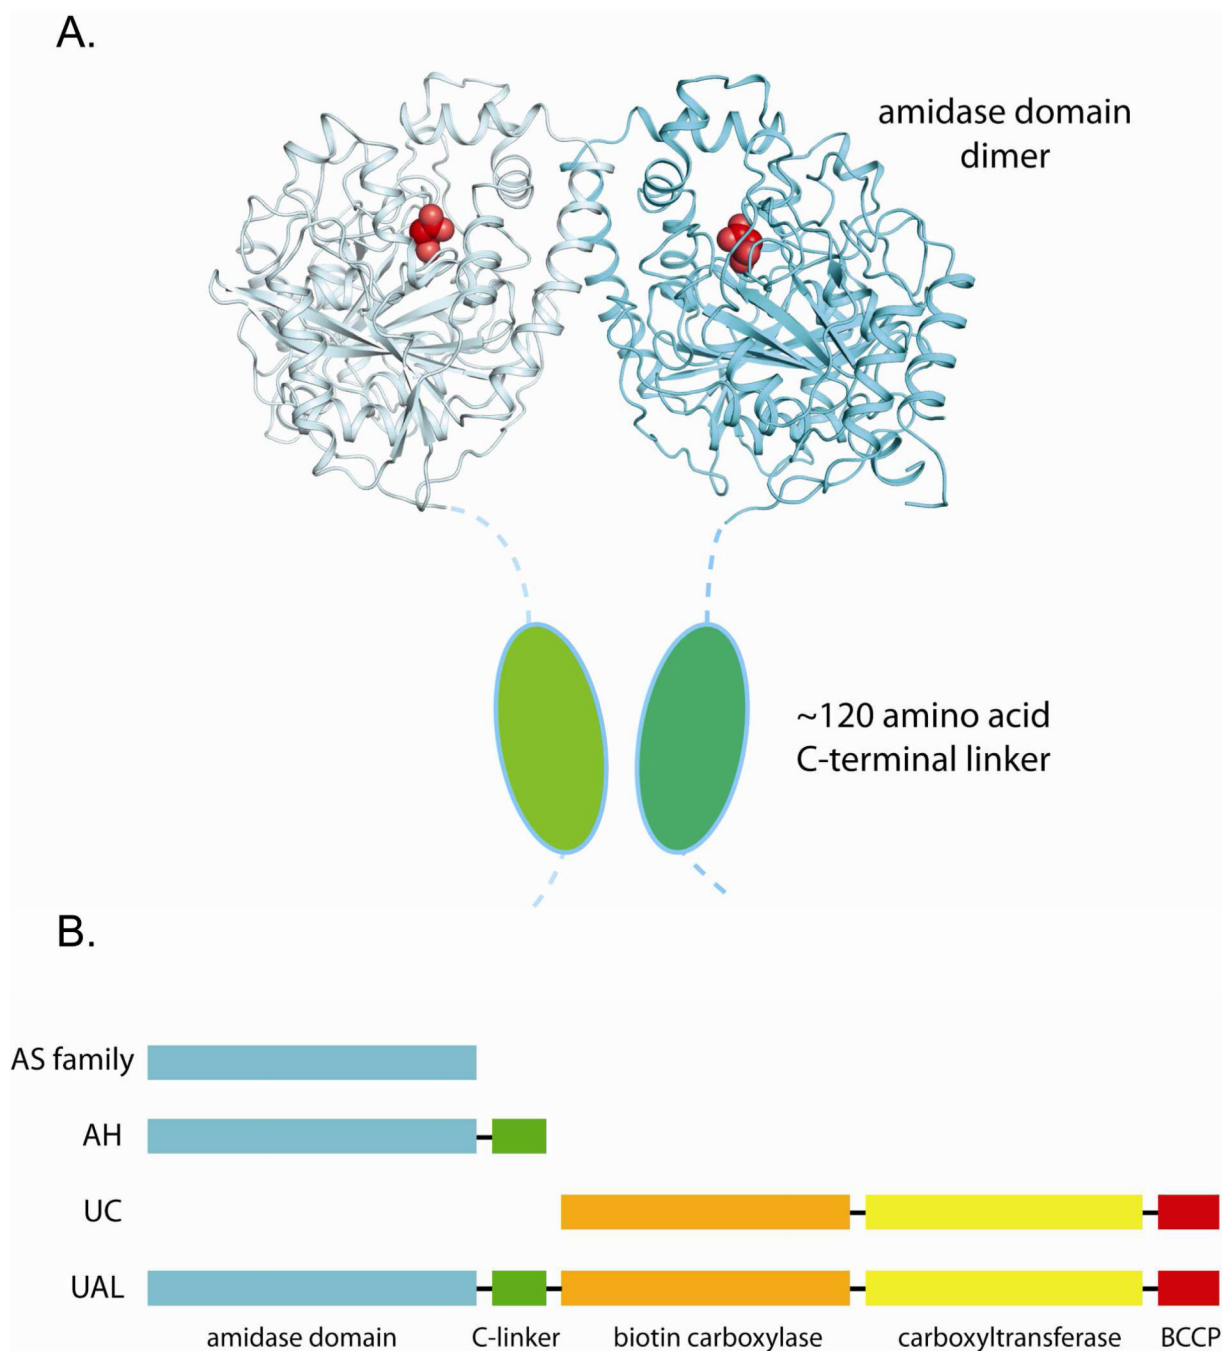 A.
amidase domain
dimer
~120 amino acid
C-terminal linker
B.
AS family
AH
UC
UAL
amidase domain C-linker biotin carboxylase carboxyltransferase BCCP